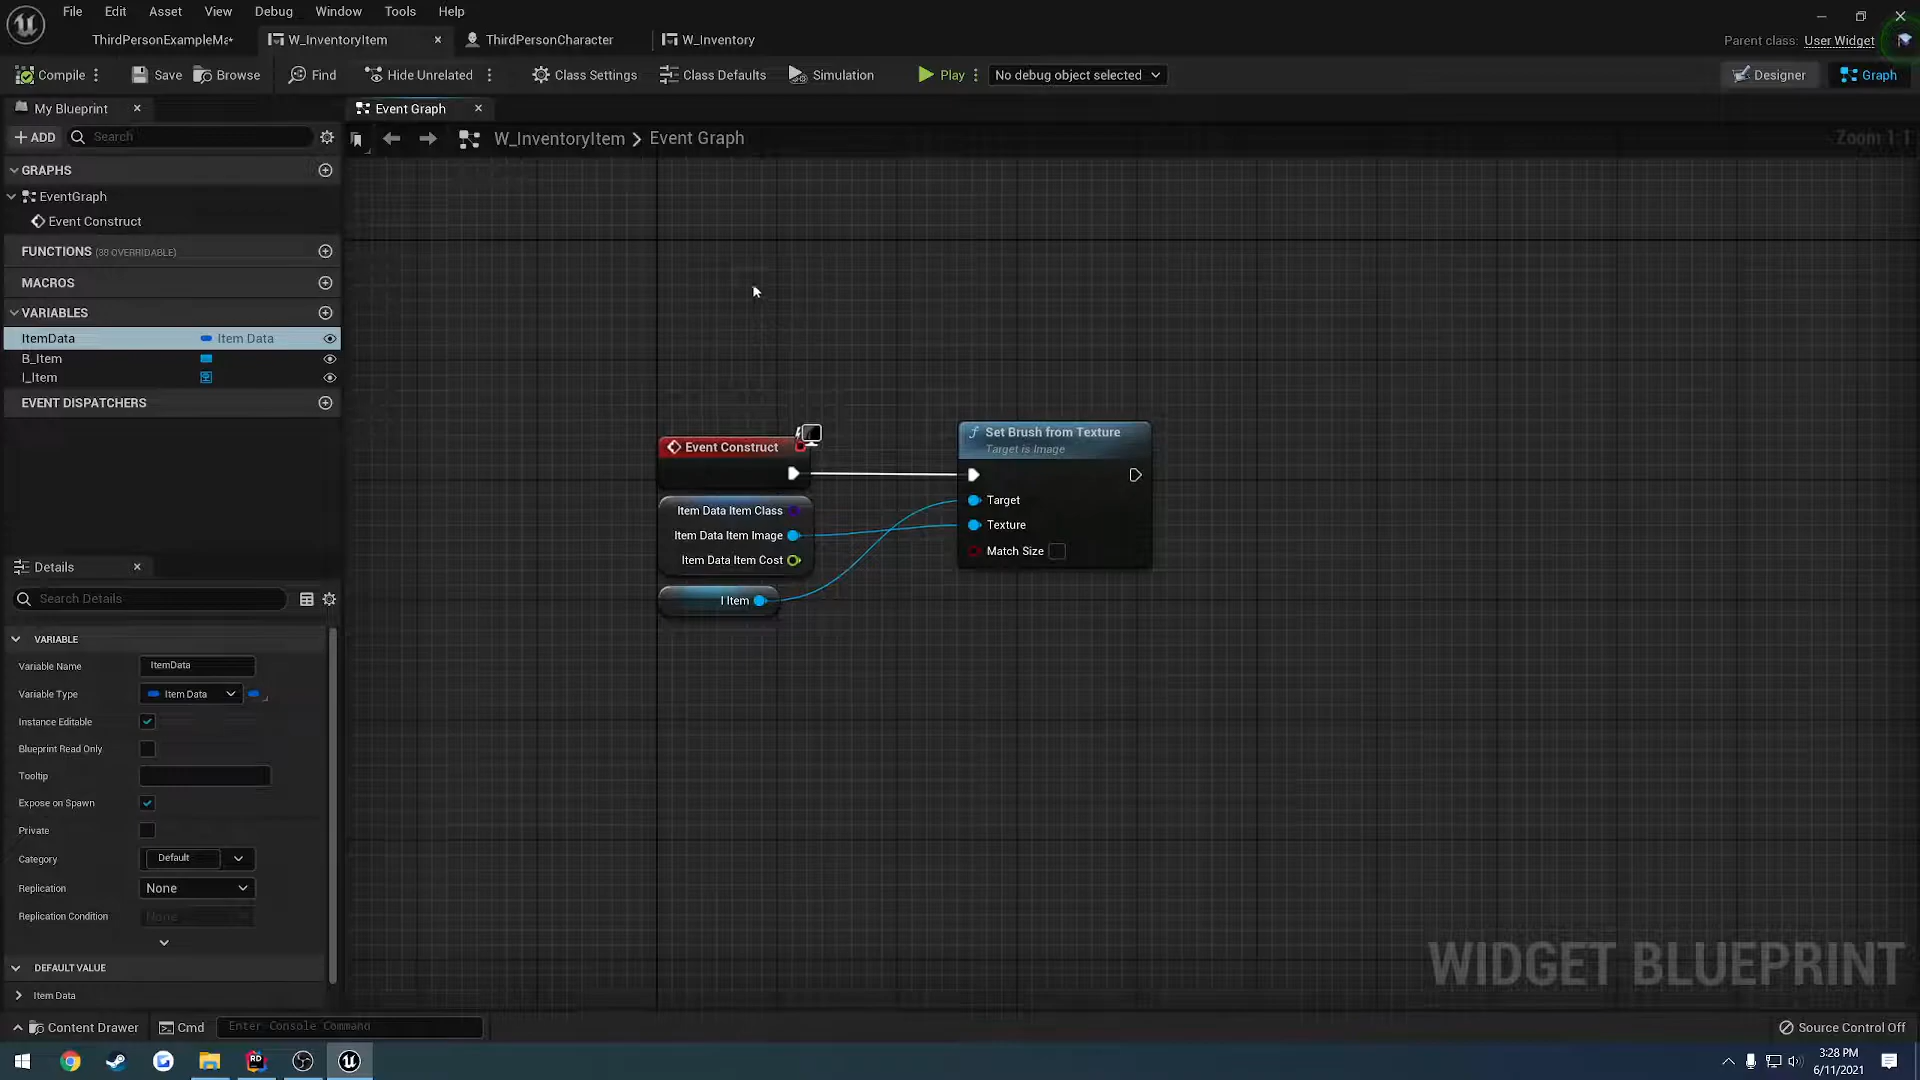 File Edit Asset View Debug Window Tools Help
ThirdPersonExampleMa* W_InventoryItem ThirdPersonCharacter W_Inventory
Parent class: User Widget
Compile Save Browse Find Hide Unrelated Class Settings Class Defaults Simulation Play No debug object selected Designer Graph
My Blueprint
Event Graph
ADD Search
W_InventoryItem > Event Graph
Zoom 1:1
GRAPHS
EventGraph
Event Construct
FUNCTIONS (38 OVERRIDABLE)
MACROS
VARIABLES
ItemData Item Data
B_Item
I_Item
EVENT DISPATCHERS
Event Construct
Item Data Item Class
Item Data Item Image
Item Data Item Cost
I Item
f Set Brush from Texture
Target is Image
Target
Texture
Match Size
Details
Search Details
VARIABLE
Variable Name ItemData
Variable Type Item Data
Instance Editable
Blueprint Read Only
Tooltip
Expose on Spawn
Private
Category Default
Replication None
Replication Condition None
DEFAULT VALUE
Item Data
WIDGET BLUEPRINT
Content Drawer Cmd Enter Console Command
Source Control Off
RD
3:28 PM
6/11/2021